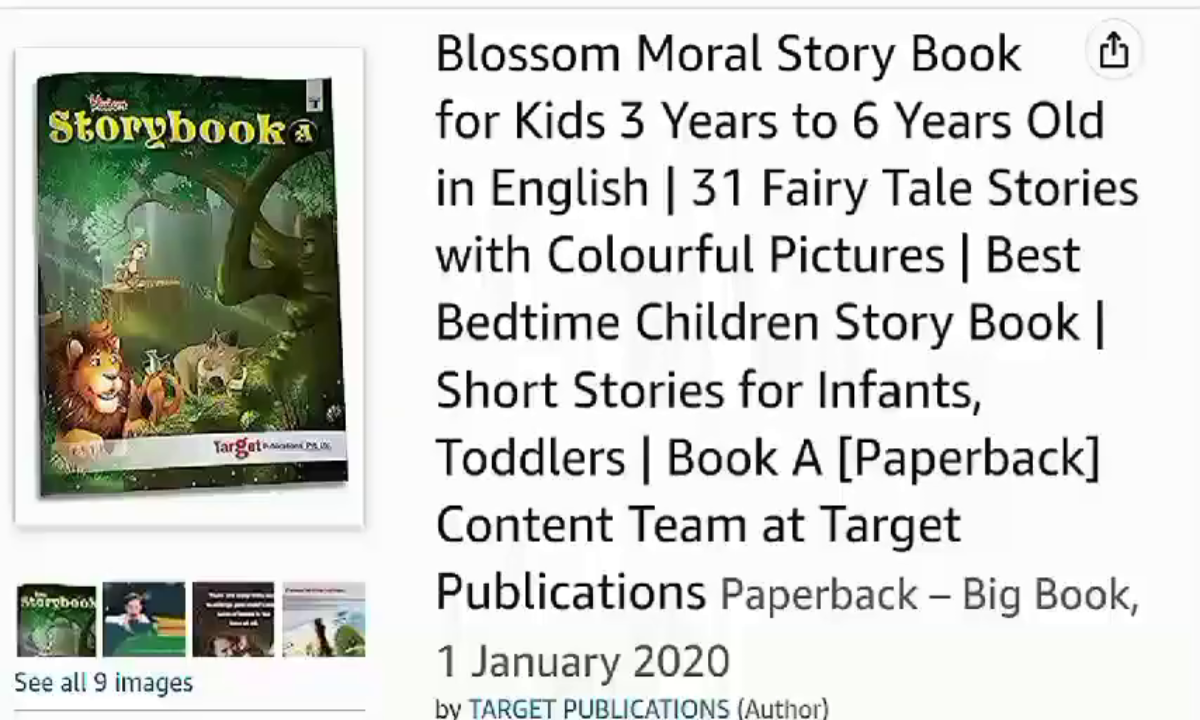 Blossom
Storybook A
Target Publications Pvt. Ltd.
Storybook
See all 9 images
Blossom Moral Story Book
for Kids 3 Years to 6 Years Old
in English | 31 Fairy Tale Stories
with Colourful Pictures | Best
Bedtime Children Story Book |
Short Stories for Infants,
Toddlers | Book A [Paperback]
Content Team at Target
Publications Paperback – Big Book,
1 January 2020
by TARGET PUBLICATIONS (Author)